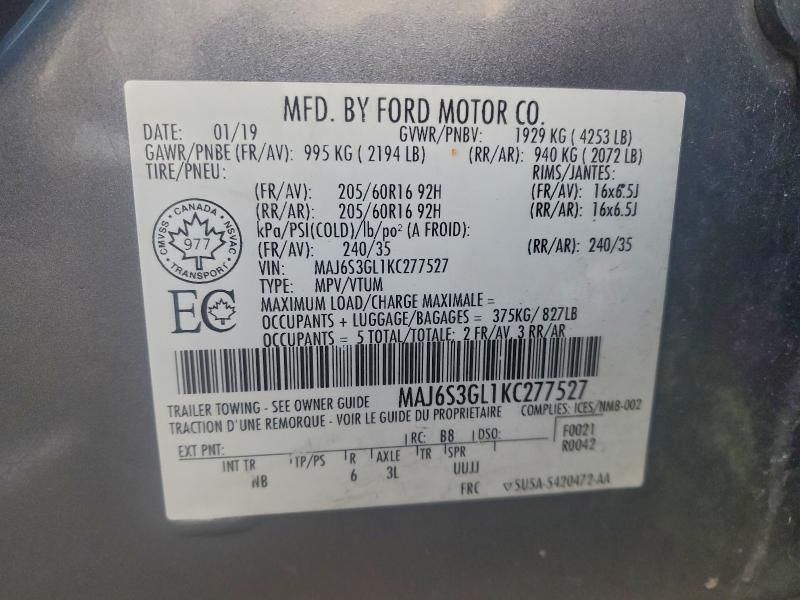 MFD. BY FORD MOTOR CO.
DATE: 01/19 GVWR/PNBV: 1929 KG ( 4253 LB)
GAWR/PNBE (FR/AV): 995 KG ( 2194 LB) (RR/AR): 940 KG ( 2072 LB)
TIRE/PNEU: RIMS/JANTES:
(FR/AV): 205/60R16 92H (FR/AV): 16x6.5J
(RR/AR): 205/60R16 92H (RR/AR): 16x6.5J
kPa/PSI(COLD)/lb/po² (A FROID):
(FR/AV): 240/35 (RR/AR): 240/35
CMVSS - CANADA - NSVAC
977
TRANSPORT
VIN: MAJ6S3GL1KC277527
TYPE: MPV/VTUM
EC
MAXIMUM LOAD/CHARGE MAXIMALE =
OCCUPANTS + LUGGAGE/BAGAGES = 375KG/ 827LB
OCCUPANTS = 5 TOTAL/TOTALE: 2 FR/AV 3 RR/AR
MAJ6S3GL1KC277527
TRAILER TOWING - SEE OWNER GUIDE
TRACTION D'UNE REMORQUE - VOIR LE GUIDE DU PROPRIETAIRE COMPLIES: ICES/NMB-002
RC: B8 DSO: F0021
EXT PNT: R0042
INT TR TP/PS R AXLE TR SPR
NB 6 3L UUJJ
FRC SUSA-5420472-AA